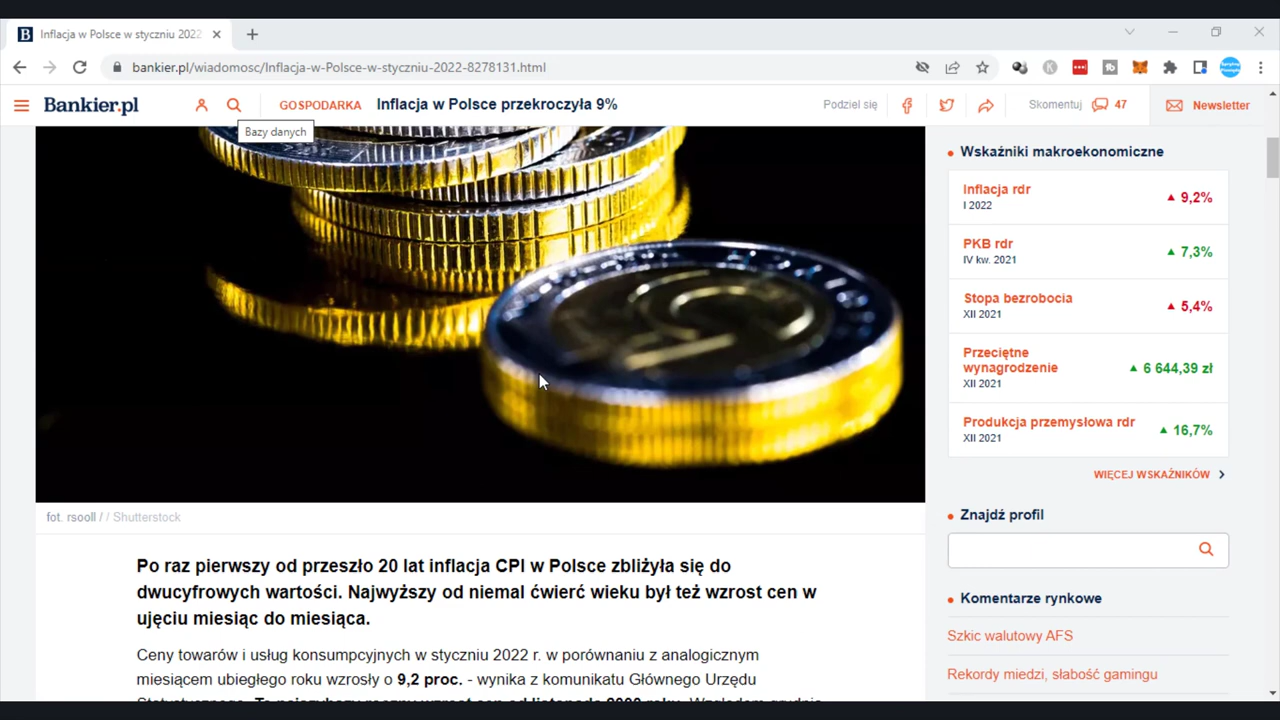 Inflacja w Polsce w styczniu 2022
bankier.pl/wiadomosc/Inflacja-w-Polsce-w-styczniu-2022-8278131.html
Bankier.pl
GOSPODARKA
Inflacja w Polsce przekroczyła 9%
Podziel się
Skomentuj
47
Newsletter
Bazy danych
fot. rsooll / / Shutterstock
Po raz pierwszy od przeszło 20 lat inflacja CPI w Polsce zbliżyła się do
dwucyfrowych wartości. Najwyższy od niemal ćwierć wieku był też wzrost cen w
ujęciu miesiąc do miesiąca.
Ceny towarów i usług konsumpcyjnych w styczniu 2022 r. w porównaniu z analogicznym
miesiącem ubiegłego roku wzrosły o 9,2 proc. - wynika z komunikatu Głównego Urzędu
Wskaźniki makroekonomiczne
Inflacja rdr
I 2022
9,2%
PKB rdr
IV kw. 2021
7,3%
Stopa bezrobocia
XII 2021
5,4%
Przeciętne
wynagrodzenie
XII 2021
6 644,39 zł
Produkcja przemysłowa rdr
XII 2021
16,7%
WIĘCEJ WSKAŹNIKÓW
Znajdź profil
Komentarze rynkowe
Szkic walutowy AFS
Rekordy miedzi, słabość gamingu